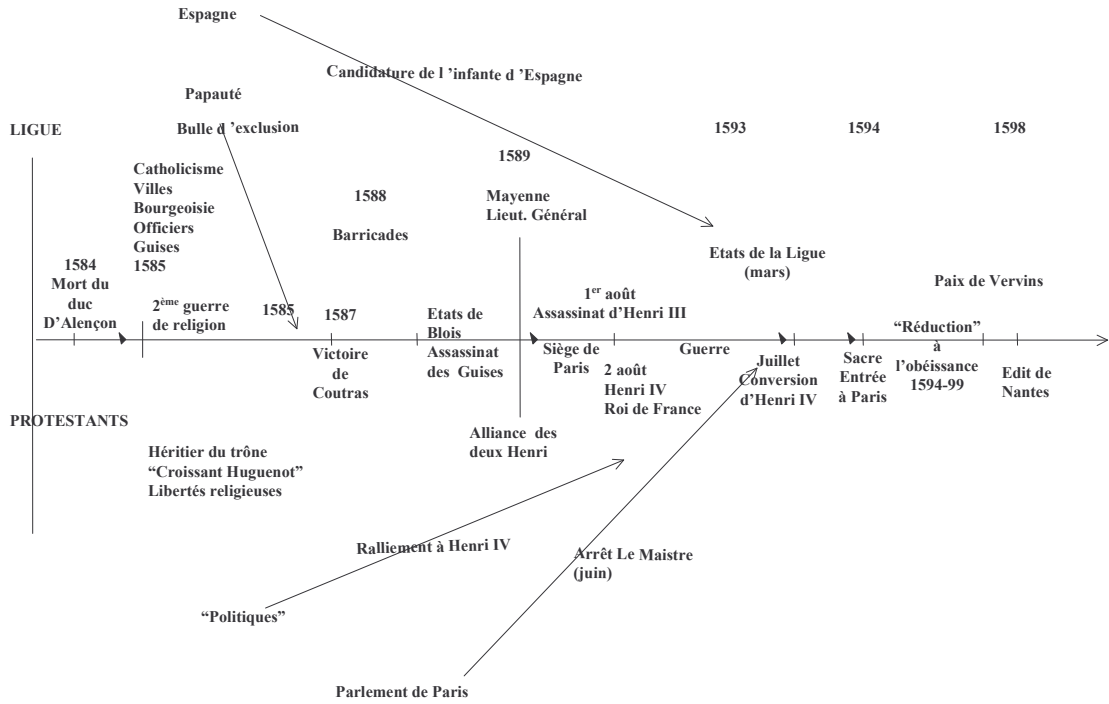 Espagne
Candidature de l ’infante d ’Espagne
Papauté
Bulle d ’exclusion
LIGUE
1593
1594
1598
1589
Catholicisme
Villes
Bourgeoisie
Officiers
Guises
1585
1588
Barricades
Mayenne
Lieut. Général
Etats de la Ligue
(mars)
1584
Mort du
duc
D’Alençon
2ème guerre
de religion
1585
1587
Etats de
Blois
Assassinat
des Guises
1er août
Assassinat d’Henri III
Paix de Vervins
“Réduction”
à
l’obéissance
1594-99
Victoire
de
Coutras
Siège de
Paris
2 août
Henri IV
Roi de France
Guerre
Juillet
Conversion
d’Henri IV
Sacre
Entrée
à Paris
Edit de
Nantes
PROTESTANTS
Héritier du trône
“Croissant Huguenot”
Libertés religieuses
Alliance des
deux Henri
Ralliement à Henri IV
Arrêt Le Maistre
(juin)
“Politiques”
Parlement de Paris